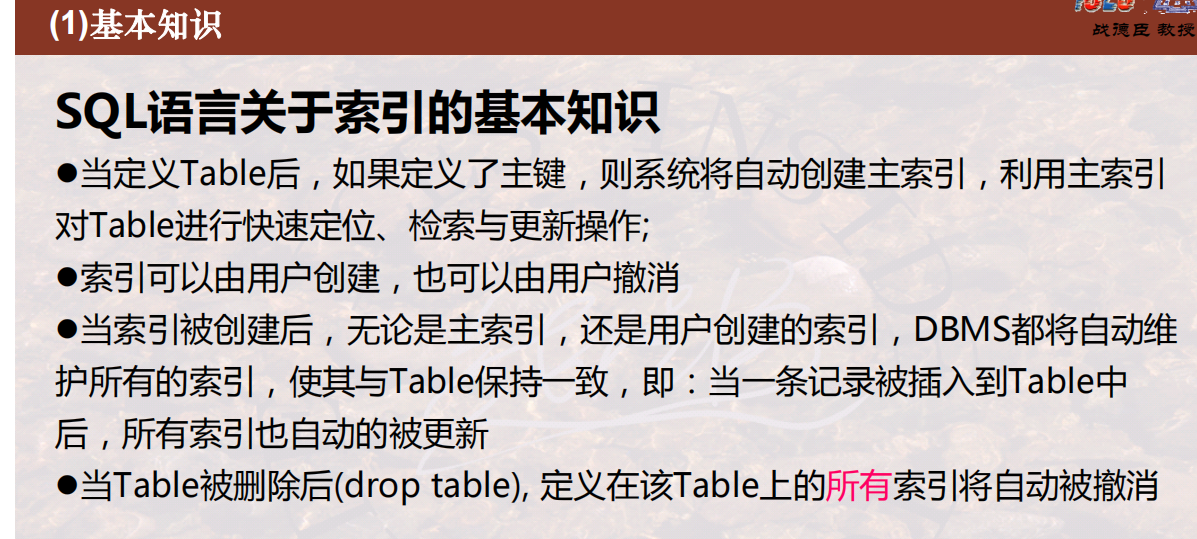 (1)基本知识
战德臣 教授
SQL语言关于索引的基本知识
●当定义Table后，如果定义了主键，则系统将自动创建主索引，利用主索引
对Table进行快速定位、检索与更新操作;
●索引可以由用户创建，也可以由用户撤消
●当索引被创建后，无论是主索引，还是用户创建的索引，DBMS都将自动维
护所有的索引，使其与Table保持一致，即：当一条记录被插入到Table中
后，所有索引也自动的被更新
●当Table被删除后(drop table), 定义在该Table上的所有索引将自动被撤消